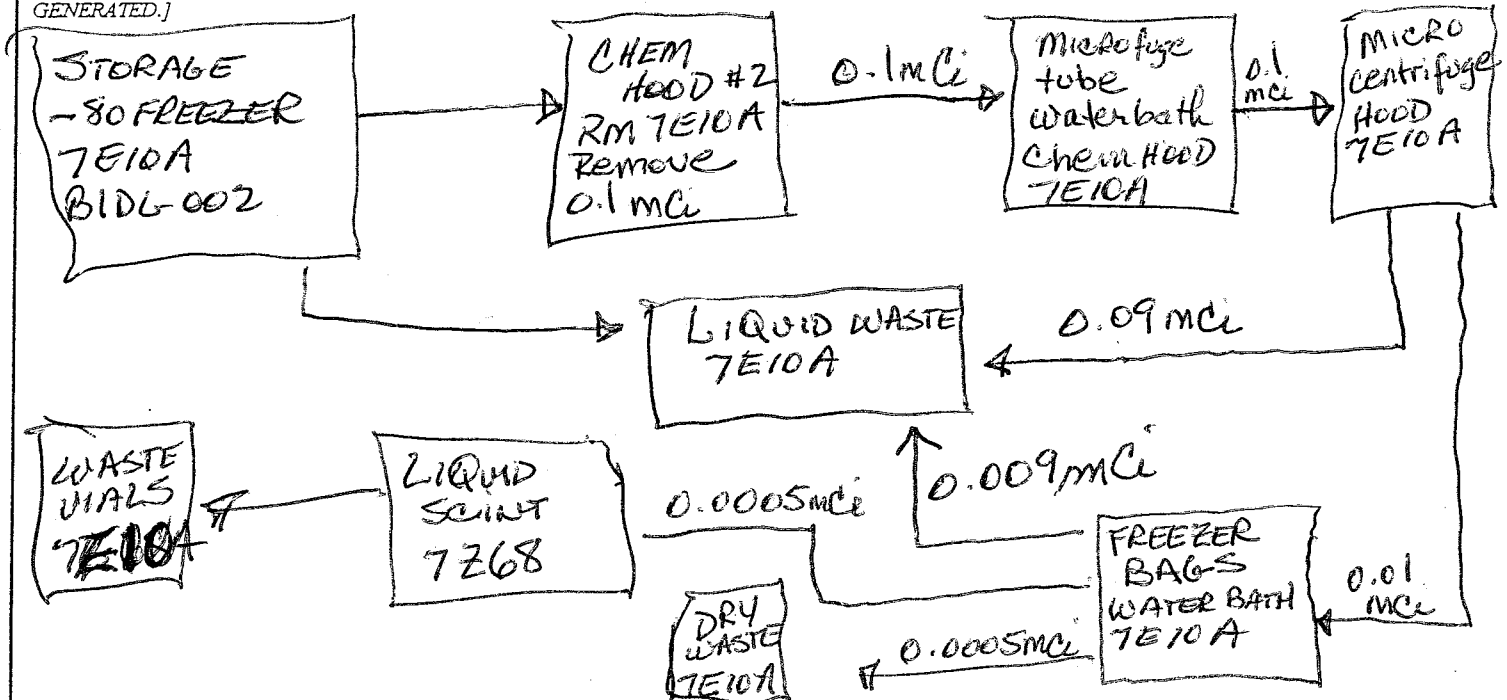 GENERATED.]
STORAGE
-80 FREEZER
7E10A
BLDG-002
CHEM
HOOD #2
RM 7E10A
Remove
0.1 mCi
0.1 mCi
Microfuge
tube
waterbath
Chem HOOD
7E10A
0.1
mCi
MICRO
centrifuge
HOOD
7E10A
LIQUID WASTE
7E10A
0.09 mCi
WASTE
VIALS
7E10A
LIQUID
SCINT
7Z68
0.0005mCi
0.009mCi
FREEZER
BAGS
WATER BATH
7E10A
0.01
mCi
DRY
WASTE
7E10A
0.0005mCi